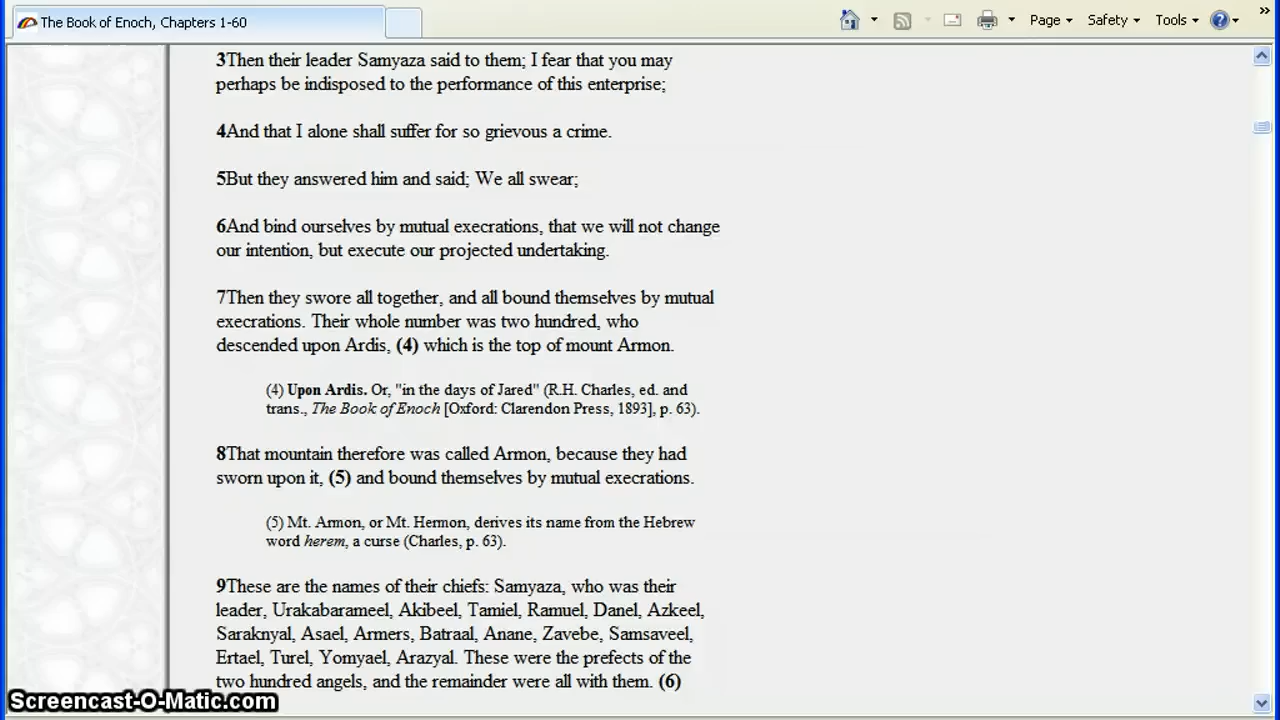 The Book of Enoch, Chapters 1-60
Page
Safety
Tools
3Then their leader Samyaza said to them; I fear that you may
perhaps be indisposed to the performance of this enterprise;
4And that I alone shall suffer for so grievous a crime.
5But they answered him and said; We all swear;
6And bind ourselves by mutual execrations, that we will not change
our intention, but execute our projected undertaking.
7Then they swore all together, and all bound themselves by mutual
execrations. Their whole number was two hundred, who
descended upon Ardis, (4) which is the top of mount Armon.
(4) Upon Ardis. Or, "in the days of Jared" (R.H. Charles, ed. and
trans., The Book of Enoch [Oxford: Clarendon Press, 1893], p. 63).
8That mountain therefore was called Armon, because they had
sworn upon it, (5) and bound themselves by mutual execrations.
(5) Mt. Armon, or Mt. Hermon, derives its name from the Hebrew
word herem, a curse (Charles, p. 63).
9These are the names of their chiefs: Samyaza, who was their
leader, Urakabarameel, Akibeel, Tamiel, Ramuel, Danel, Azkeel,
Saraknyal, Asael, Armers, Batraal, Anane, Zavebe, Samsaveel,
Ertael, Turel, Yomyael, Arazyal. These were the prefects of the
two hundred angels, and the remainder were all with them. (6)
Screencast-O-Matic.com